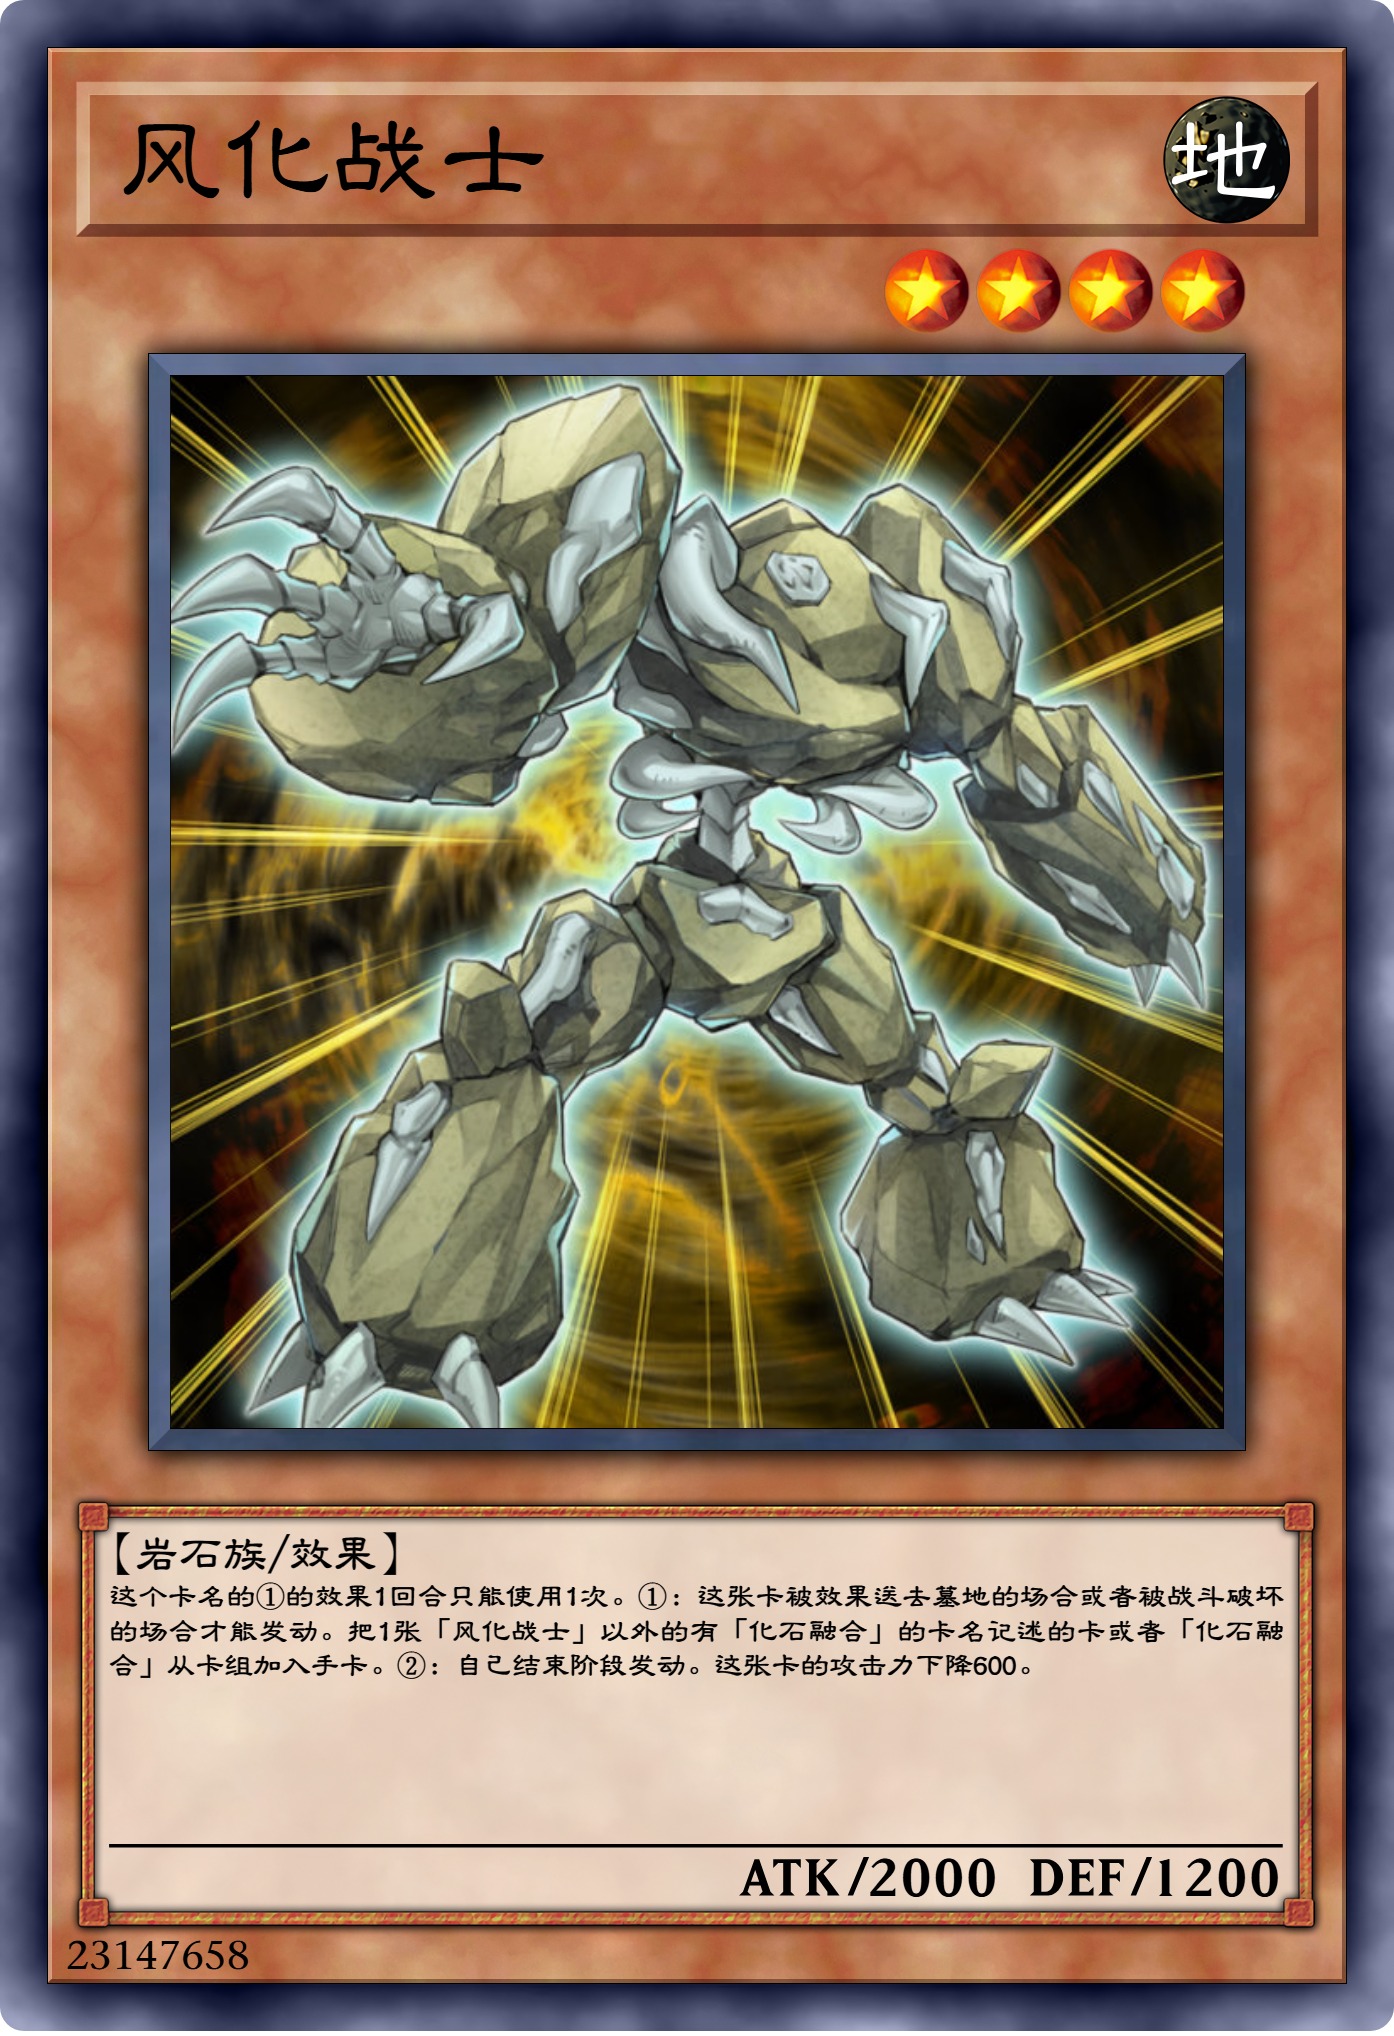 风化战士
地
【岩石族/效果】
这个卡名的①的效果1回合只能使用1次。①：这张卡被效果送去墓地的场合或者被战斗破坏
的场合才能发动。把1张「风化战士」以外的有「化石融合」的卡名记述的卡或者「化石融
合」从卡组加入手卡。②：自己结束阶段发动。这张卡的攻击力下降600。
ATK/2000 DEF/1200
23147658